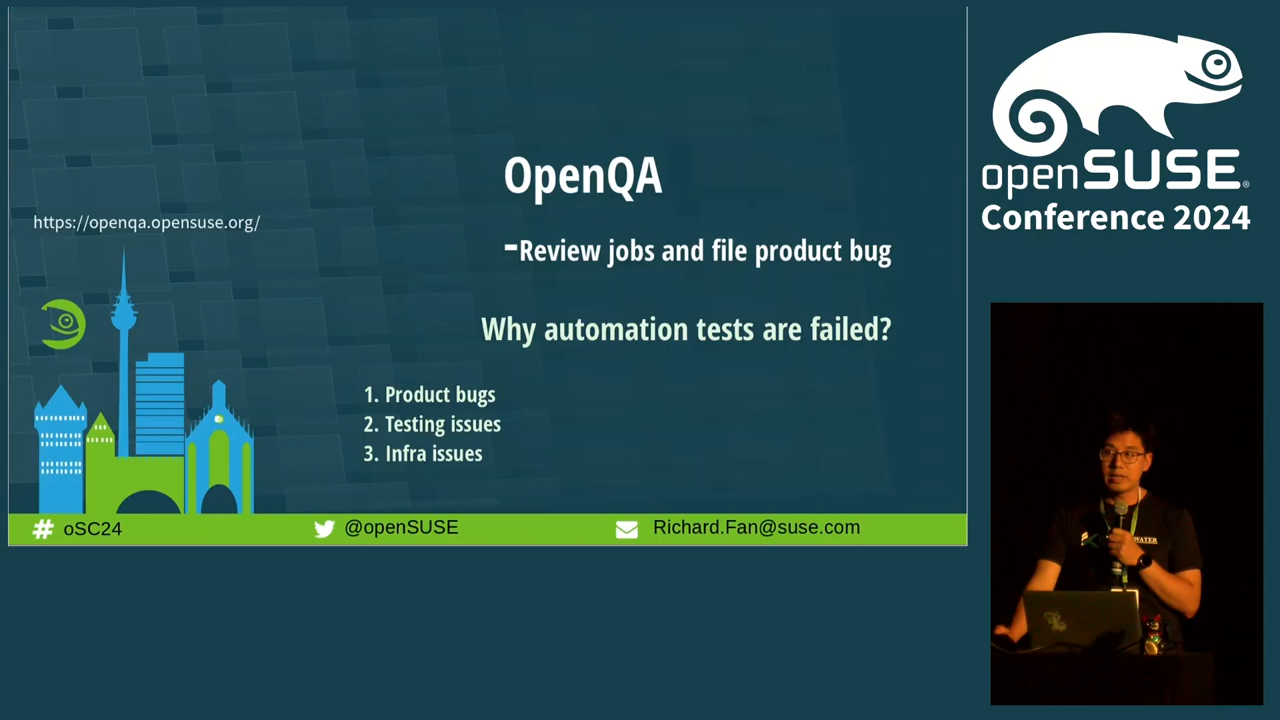 OpenQA
https://openqa.opensuse.org/
-Review jobs and file product bug
Why automation tests are failed?
1. Product bugs
2. Testing issues
3. Infra issues
# oSC24
@openSUSE
Richard.Fan@suse.com
openSUSE®
Conference 2024